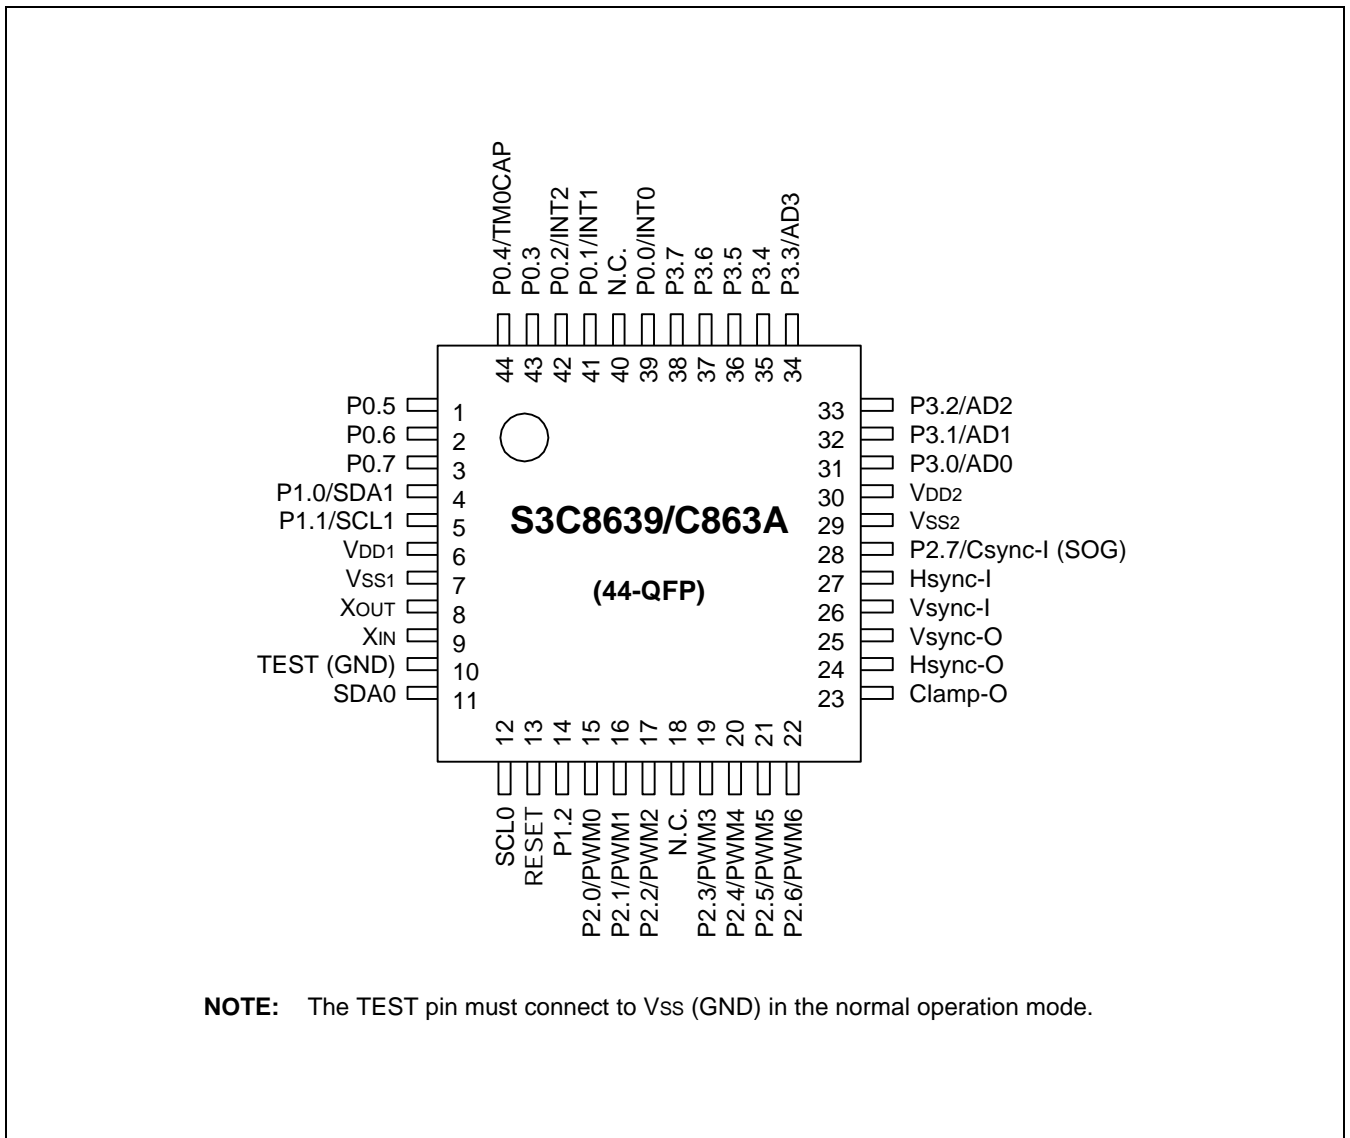 P0.4/TM0CAP
P0.3
P0.2/INT2
P0.1/INT1
N.C.
P0.0/INT0
P3.7
P3.6
P3.5
P3.4
P3.3/AD3
44
43
42
41
40
39
38
37
36
35
34
P0.5 1
P0.6 2
P0.7 3
P1.0/SDA1 4
P1.1/SCL1 5
VDD1 6
VSS1 7
XOUT 8
XIN 9
TEST (GND) 10
SDA0 11
S3C8639/C863A
(44-QFP)
33 P3.2/AD2
32 P3.1/AD1
31 P3.0/AD0
30 VDD2
29 VSS2
28 P2.7/Csync-I (SOG)
27 Hsync-I
26 Vsync-I
25 Vsync-O
24 Hsync-O
23 Clamp-O
12
13
14
15
16
17
18
19
20
21
22
SCL0
RESET
P1.2
P2.0/PWM0
P2.1/PWM1
P2.2/PWM2
N.C.
P2.3/PWM3
P2.4/PWM4
P2.5/PWM5
P2.6/PWM6
NOTE: The TEST pin must connect to VSS (GND) in the normal operation mode.